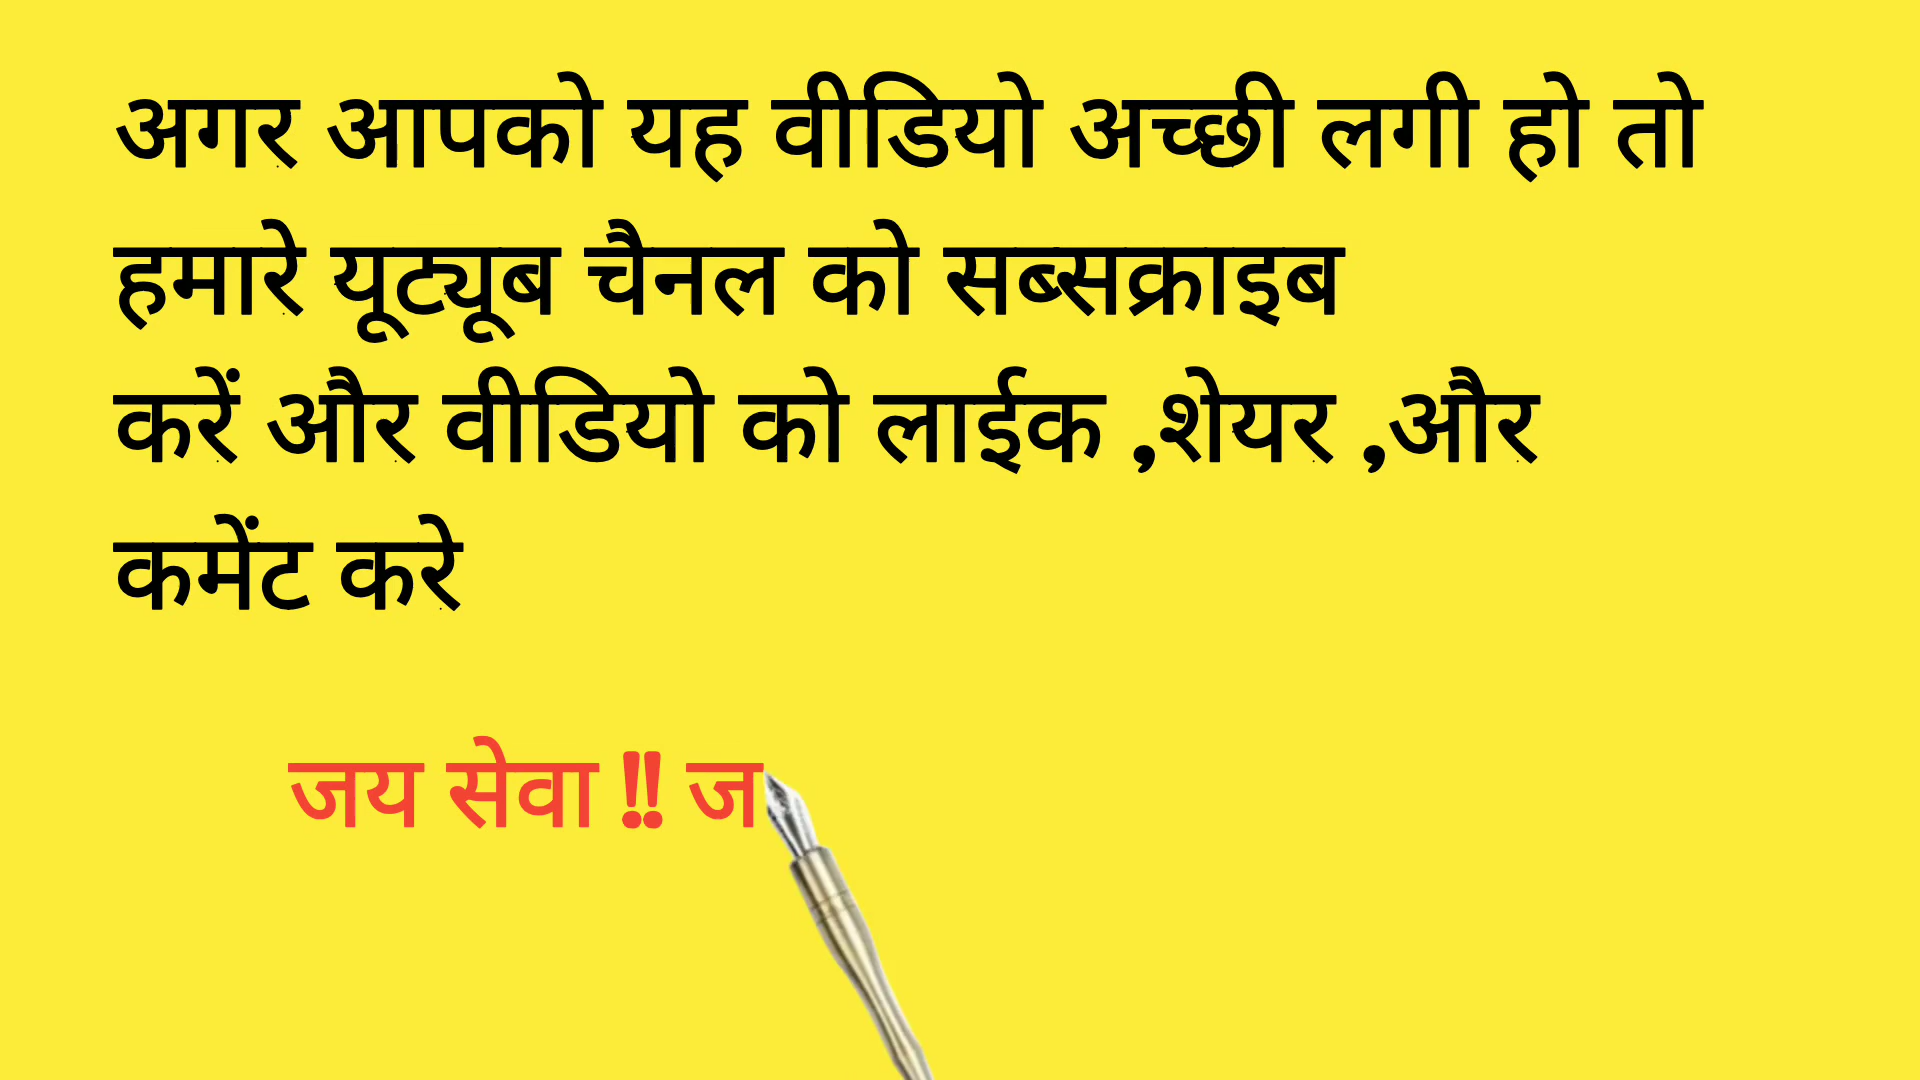 अगर आपको यह वीडियो अच्छी लगी हो तो
हमारे यूट्यूब चैनल को सब्सक्राइब
करें और वीडियो को लाईक ,शेयर ,और
कमेंट करे
जय सेवा !! ज